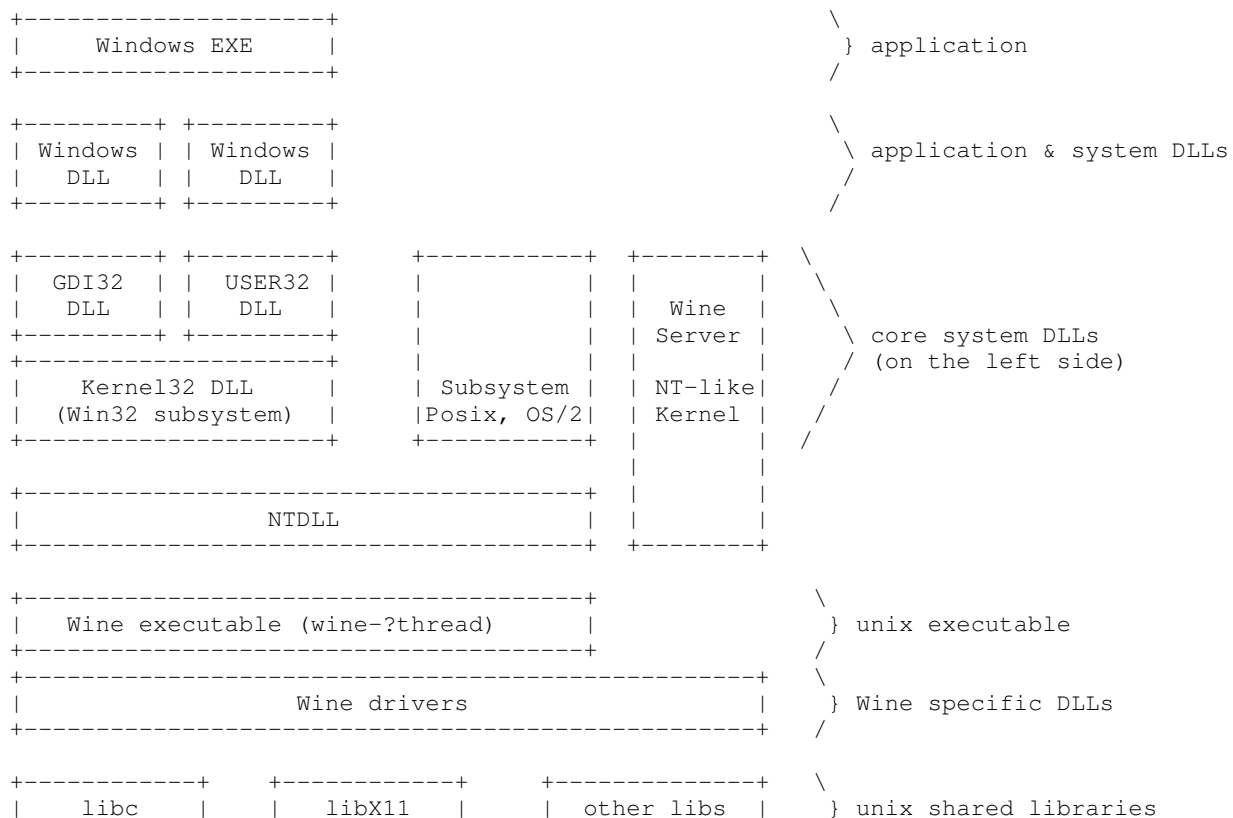 Windows EXE } application
Windows Windows application & system DLLs
DLL DLL
GDI32 USER32
DLL DLL Wine
Server core system DLLs
(on the left side)
Kernel32 DLL Subsystem NT-like
(Win32 subsystem) Posix, OS/2 Kernel
NTDLL
Wine executable (wine-?thread) } unix executable
Wine drivers } Wine specific DLLs
libc libX11 other libs } unix shared libraries